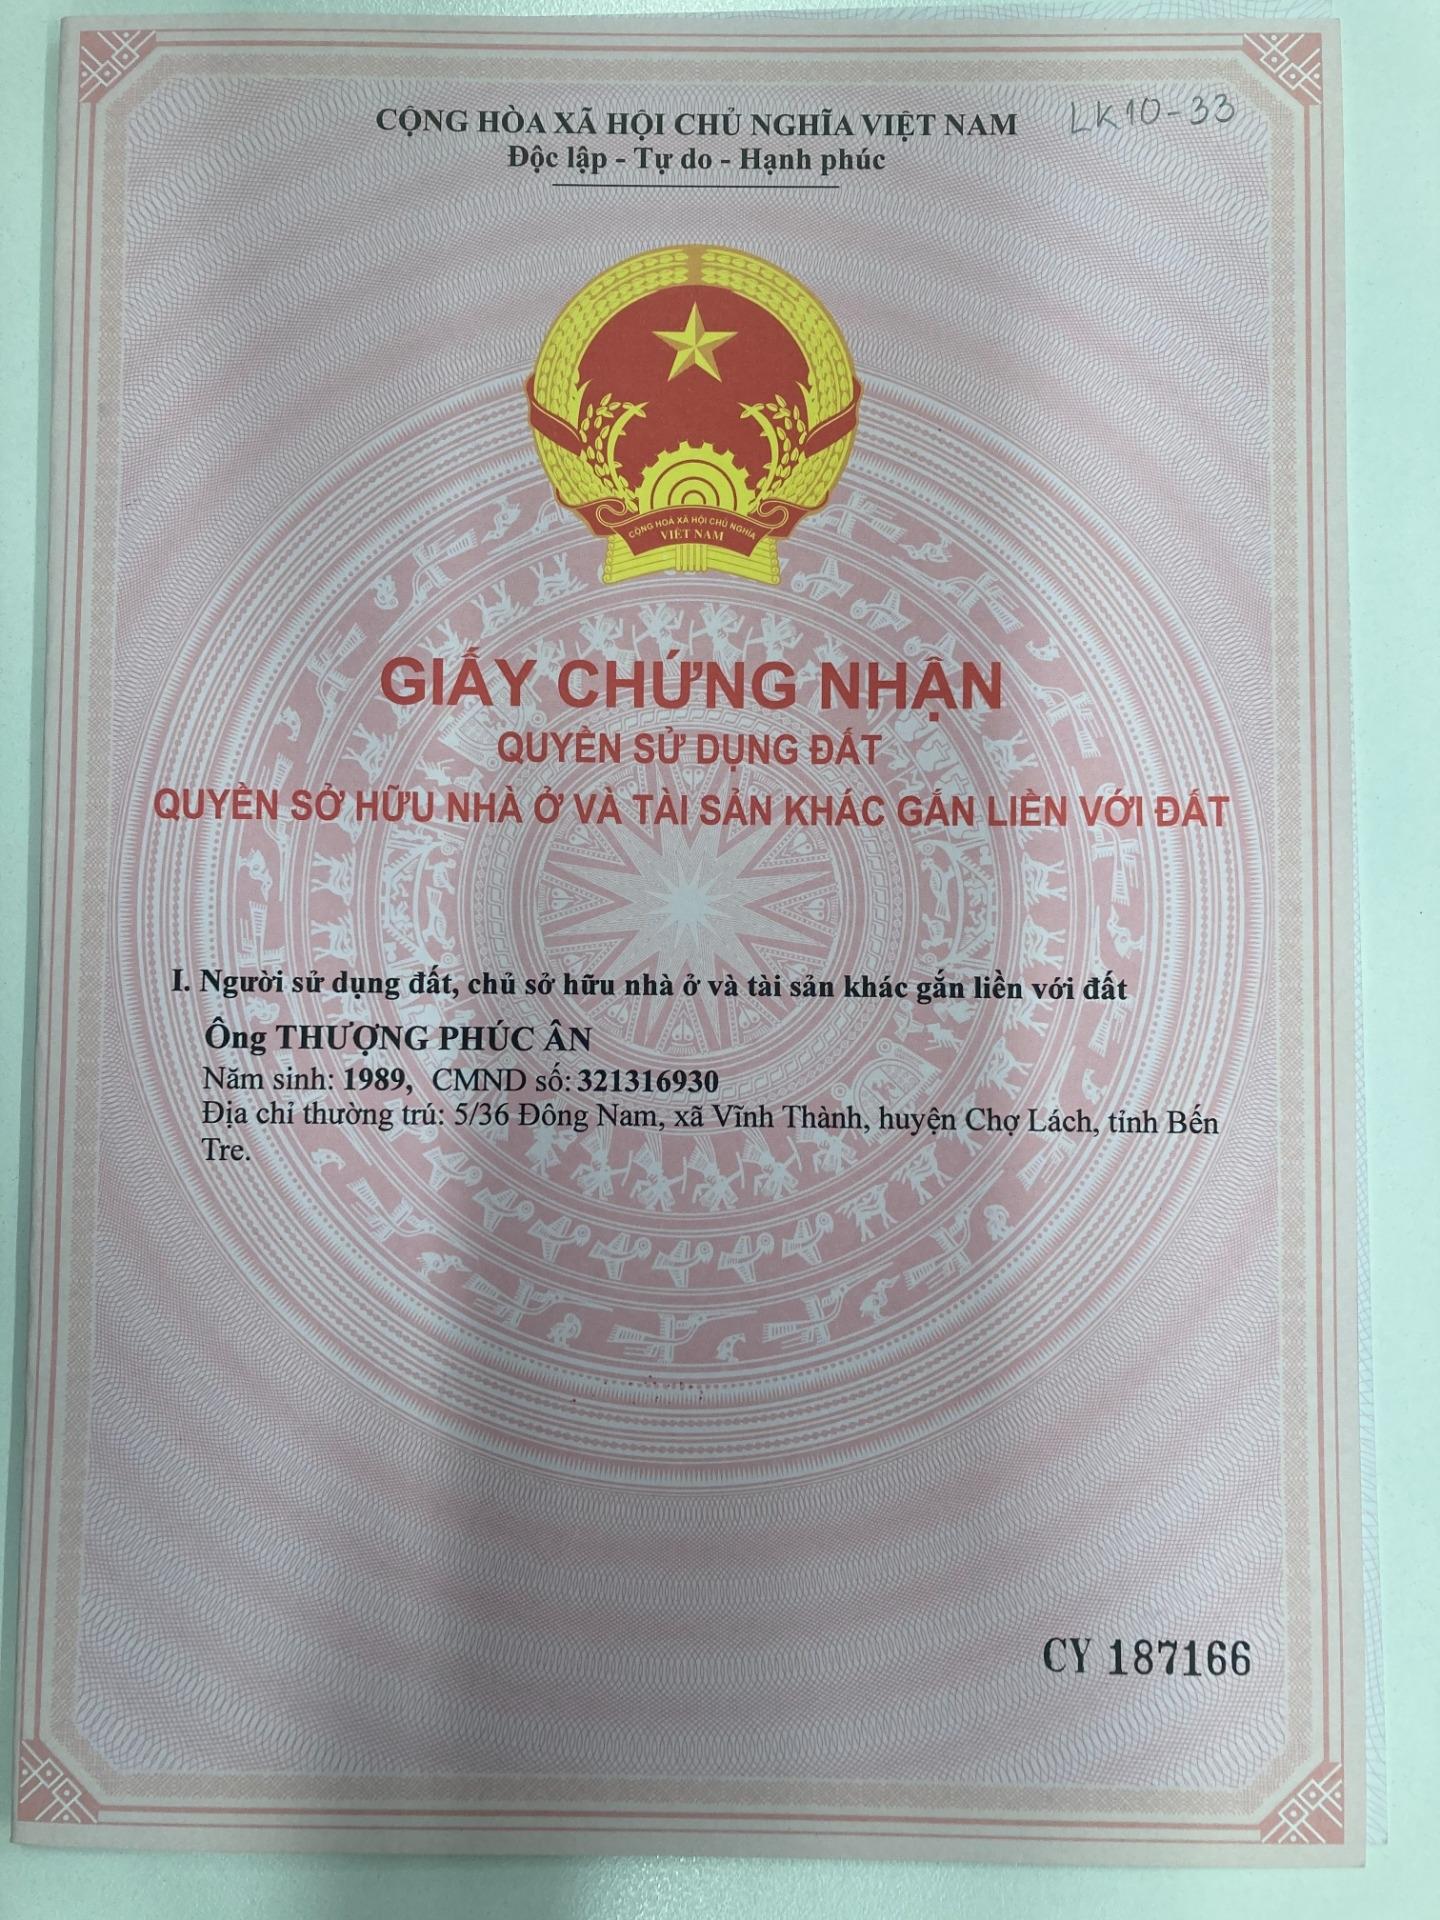 LK10-33
CỘNG HÒA XÃ HỘI CHỦ NGHĨA VIỆT NAM
Độc lập - Tự do - Hạnh phúc
CỘNG HOÀ XÃ HỘI CHỦ NGHĨA
VIỆT NAM
GIẤY CHỨNG NHẬN
QUYỀN SỬ DỤNG ĐẤT
QUYỀN SỞ HỮU NHÀ Ở VÀ TÀI SẢN KHÁC GẮN LIỀN VỚI ĐẤT
I. Người sử dụng đất, chủ sở hữu nhà ở và tài sản khác gắn liền với đất
Ông THƯỢNG PHÚC ÂN
Năm sinh: 1989, CMND số: 321316930
Địa chỉ thường trú: 5/36 Đông Nam, xã Vĩnh Thành, huyện Chợ Lách, tỉnh Bến
Tre.
CY 187166